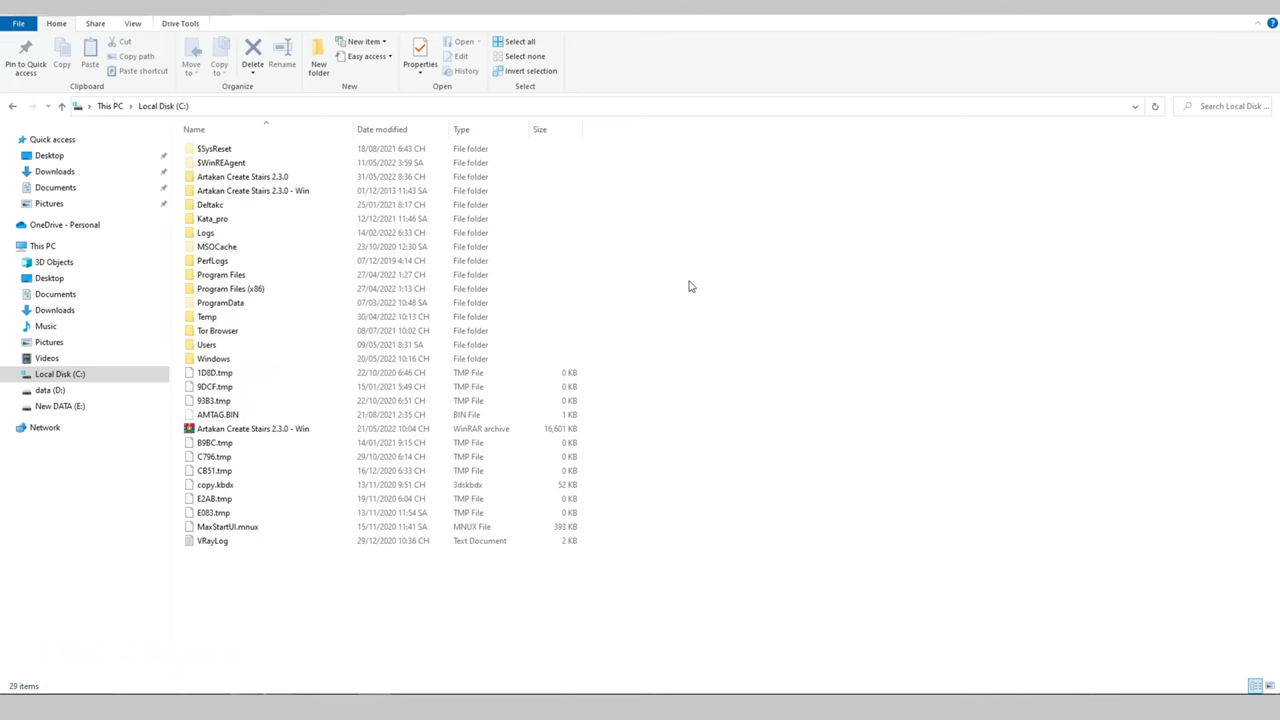 File Home Share View Drive Tools
Pin to Quick access
Copy
Paste
Cut
Copy path
Paste shortcut
Clipboard
Move to
Copy to
Delete
Rename
Organize
New folder
New item
Easy access
New
Properties
Open
Edit
History
Open
Select all
Select none
Invert selection
Select
This PC > Local Disk (C:)
Search Local Disk ...
Quick access
Desktop
Downloads
Documents
Pictures
OneDrive - Personal
This PC
3D Objects
Desktop
Documents
Downloads
Music
Pictures
Videos
Local Disk (C:)
data (D:)
New DATA (E:)
Network
Name Date modified Type Size
$SysReset 18/08/2021 6:43 CH File folder
$WinREAgent 11/05/2022 3:59 SA File folder
Artakan Create Stairs 2.3.0 31/05/2022 8:36 CH File folder
Artakan Create Stairs 2.3.0 - Win 01/12/2013 11:43 SA File folder
Deltakc 25/01/2021 8:17 CH File folder
Kata_pro 12/12/2021 11:46 SA File folder
Logs 14/02/2022 6:33 CH File folder
MSOCache 23/10/2020 12:30 SA File folder
PerfLogs 07/12/2019 4:14 CH File folder
Program Files 27/04/2022 1:27 CH File folder
Program Files (x86) 27/04/2022 1:13 CH File folder
ProgramData 07/03/2022 10:48 SA File folder
Temp 30/04/2022 10:13 CH File folder
Tor Browser 08/07/2021 10:02 CH File folder
Users 09/05/2021 8:31 SA File folder
Windows 20/05/2022 10:16 CH File folder
1D8D.tmp 22/10/2020 6:46 CH TMP File 0 KB
9DCF.tmp 15/01/2021 5:49 CH TMP File 0 KB
93B3.tmp 22/10/2020 6:51 CH TMP File 0 KB
AMTAG.BIN 21/08/2021 2:35 CH BIN File 1 KB
Artakan Create Stairs 2.3.0 - Win 21/05/2022 10:04 CH WinRAR archive 16,601 KB
B9BC.tmp 14/01/2021 9:15 CH TMP File 0 KB
C796.tmp 29/10/2020 6:14 CH TMP File 0 KB
CB51.tmp 16/12/2020 6:33 CH TMP File 0 KB
copy.kbdx 13/11/2020 9:51 CH 3dskbdx 52 KB
E2AB.tmp 19/11/2020 6:04 CH TMP File 0 KB
E083.tmp 13/11/2020 11:54 SA TMP File 0 KB
MaxStartUI.mnux 15/11/2020 11:41 SA MNUX File 393 KB
VRayLog 29/12/2020 10:36 CH Text Document 2 KB
29 items